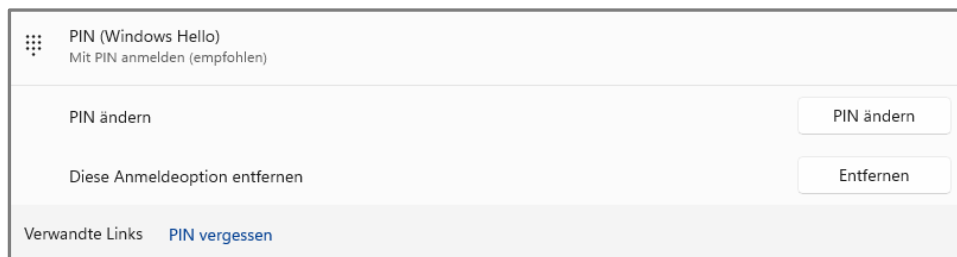 PIN (Windows Hello)
Mit PIN anmelden (empfohlen)
PIN ändern PIN ändern
Diese Anmeldeoption entfernen Entfernen
Verwandte Links PIN vergessen